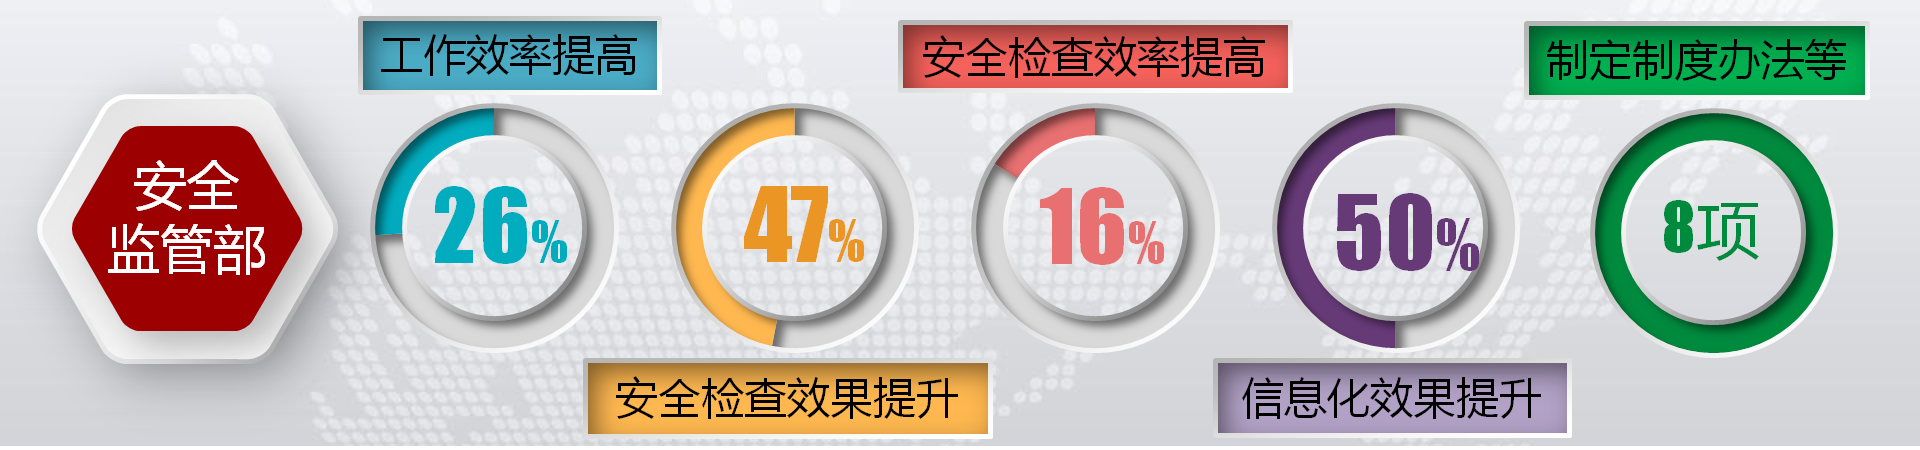 安全
监管部
工作效率提高
26%
47%
安全检查效果提升
安全检查效率提高
16%
50%
信息化效果提升
制定制度办法等
8项